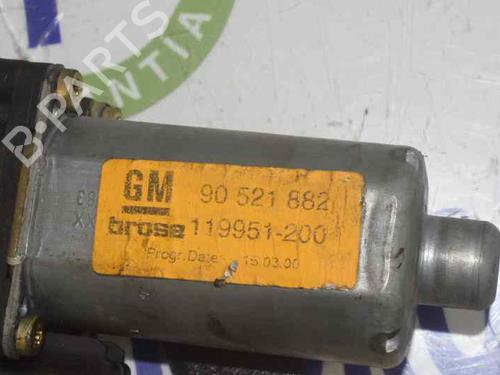 B-PARTS
ANTIA
GM 90 521 882
brose 119951-200
Progr.Date: 15.03.00